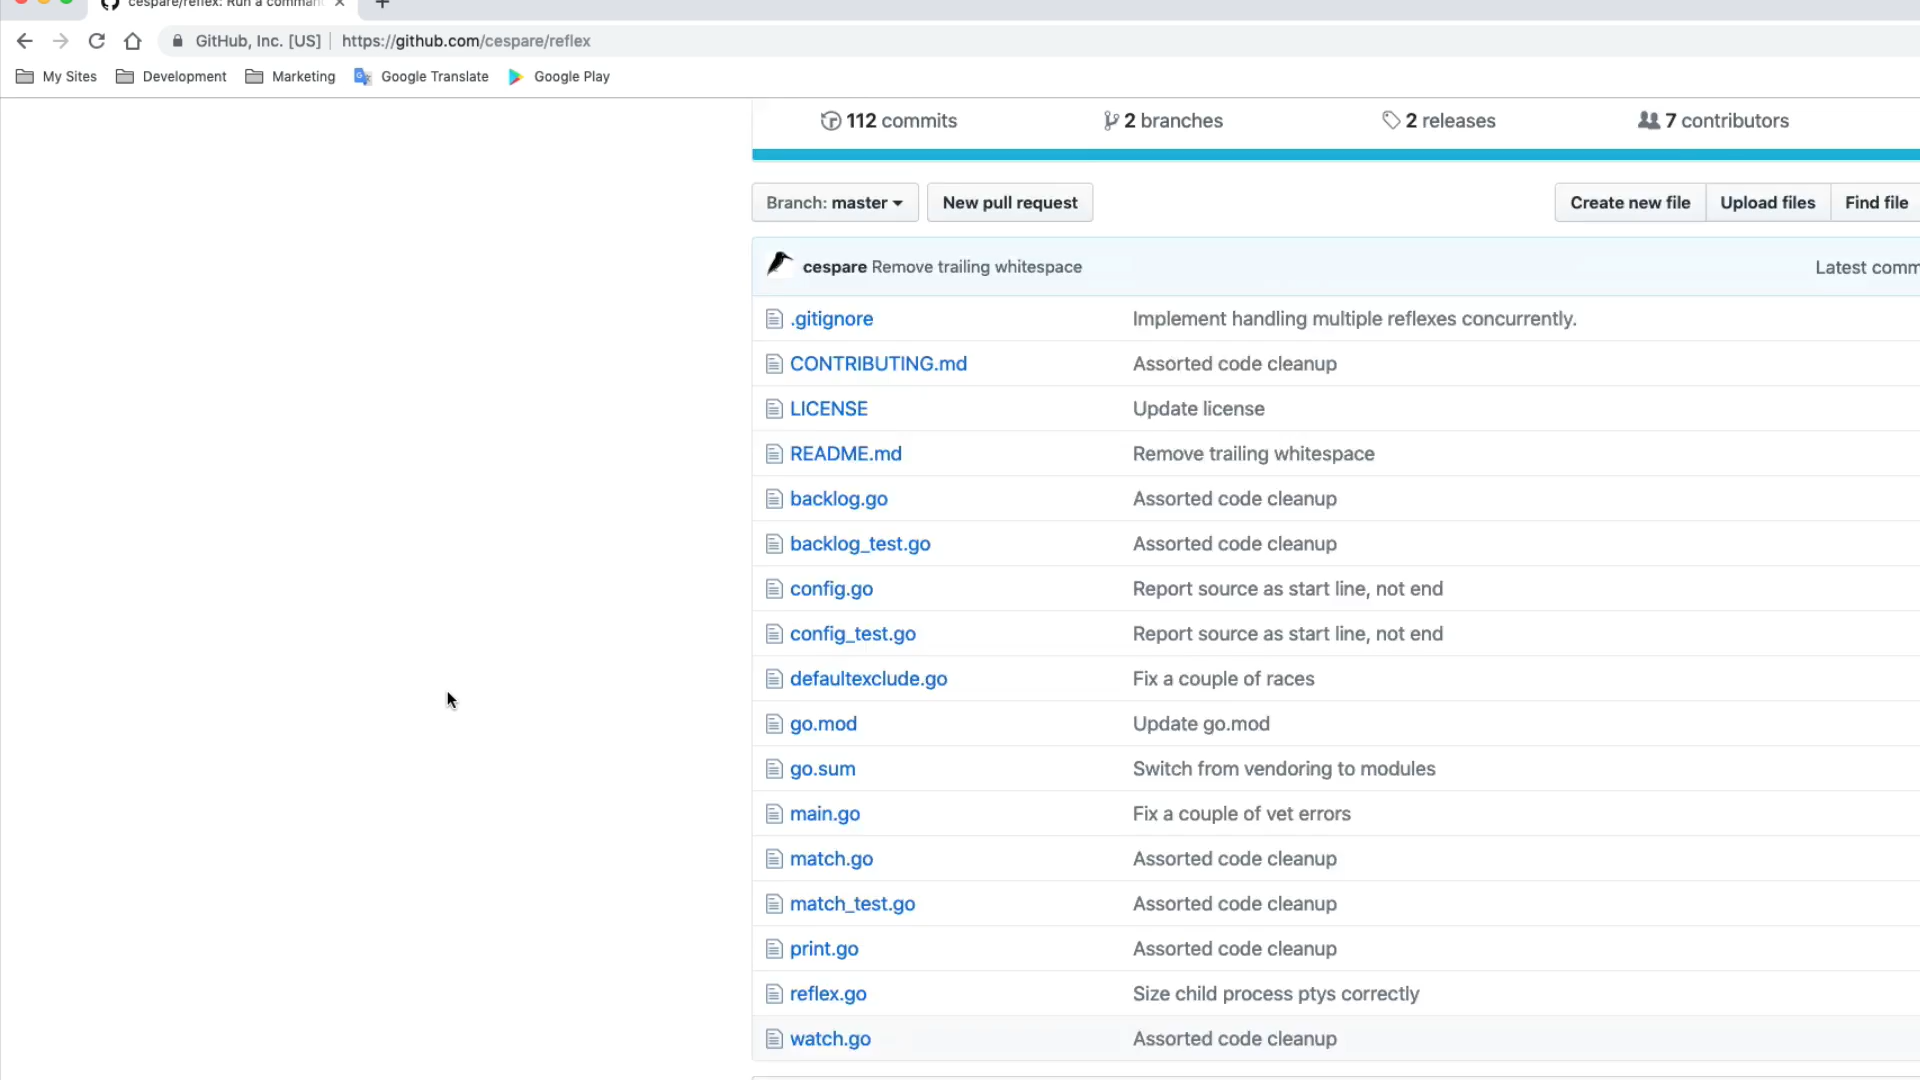 cespare/reflex: Run a comman
GitHub, Inc. [US] https://github.com/cespare/reflex
My Sites Development Marketing Google Translate Google Play
112 commits 2 branches 2 releases 7 contributors
Branch: master New pull request Create new file Upload files Find file
cespare Remove trailing whitespace Latest comm
.gitignore Implement handling multiple reflexes concurrently.
CONTRIBUTING.md Assorted code cleanup
LICENSE Update license
README.md Remove trailing whitespace
backlog.go Assorted code cleanup
backlog_test.go Assorted code cleanup
config.go Report source as start line, not end
config_test.go Report source as start line, not end
defaultexclude.go Fix a couple of races
go.mod Update go.mod
go.sum Switch from vendoring to modules
main.go Fix a couple of vet errors
match.go Assorted code cleanup
match_test.go Assorted code cleanup
print.go Assorted code cleanup
reflex.go Size child process ptys correctly
watch.go Assorted code cleanup